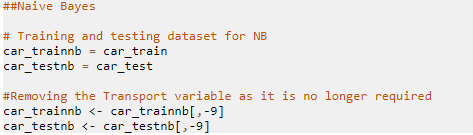 ##Naive Bayes
# Training and testing dataset for NB
car_trainnb = car_train
car_testnb = car_test
#Removing the Transport variable as it is no longer required
car_trainnb <- car_trainnb[,-9]
car_testnb <- car_testnb[,-9]